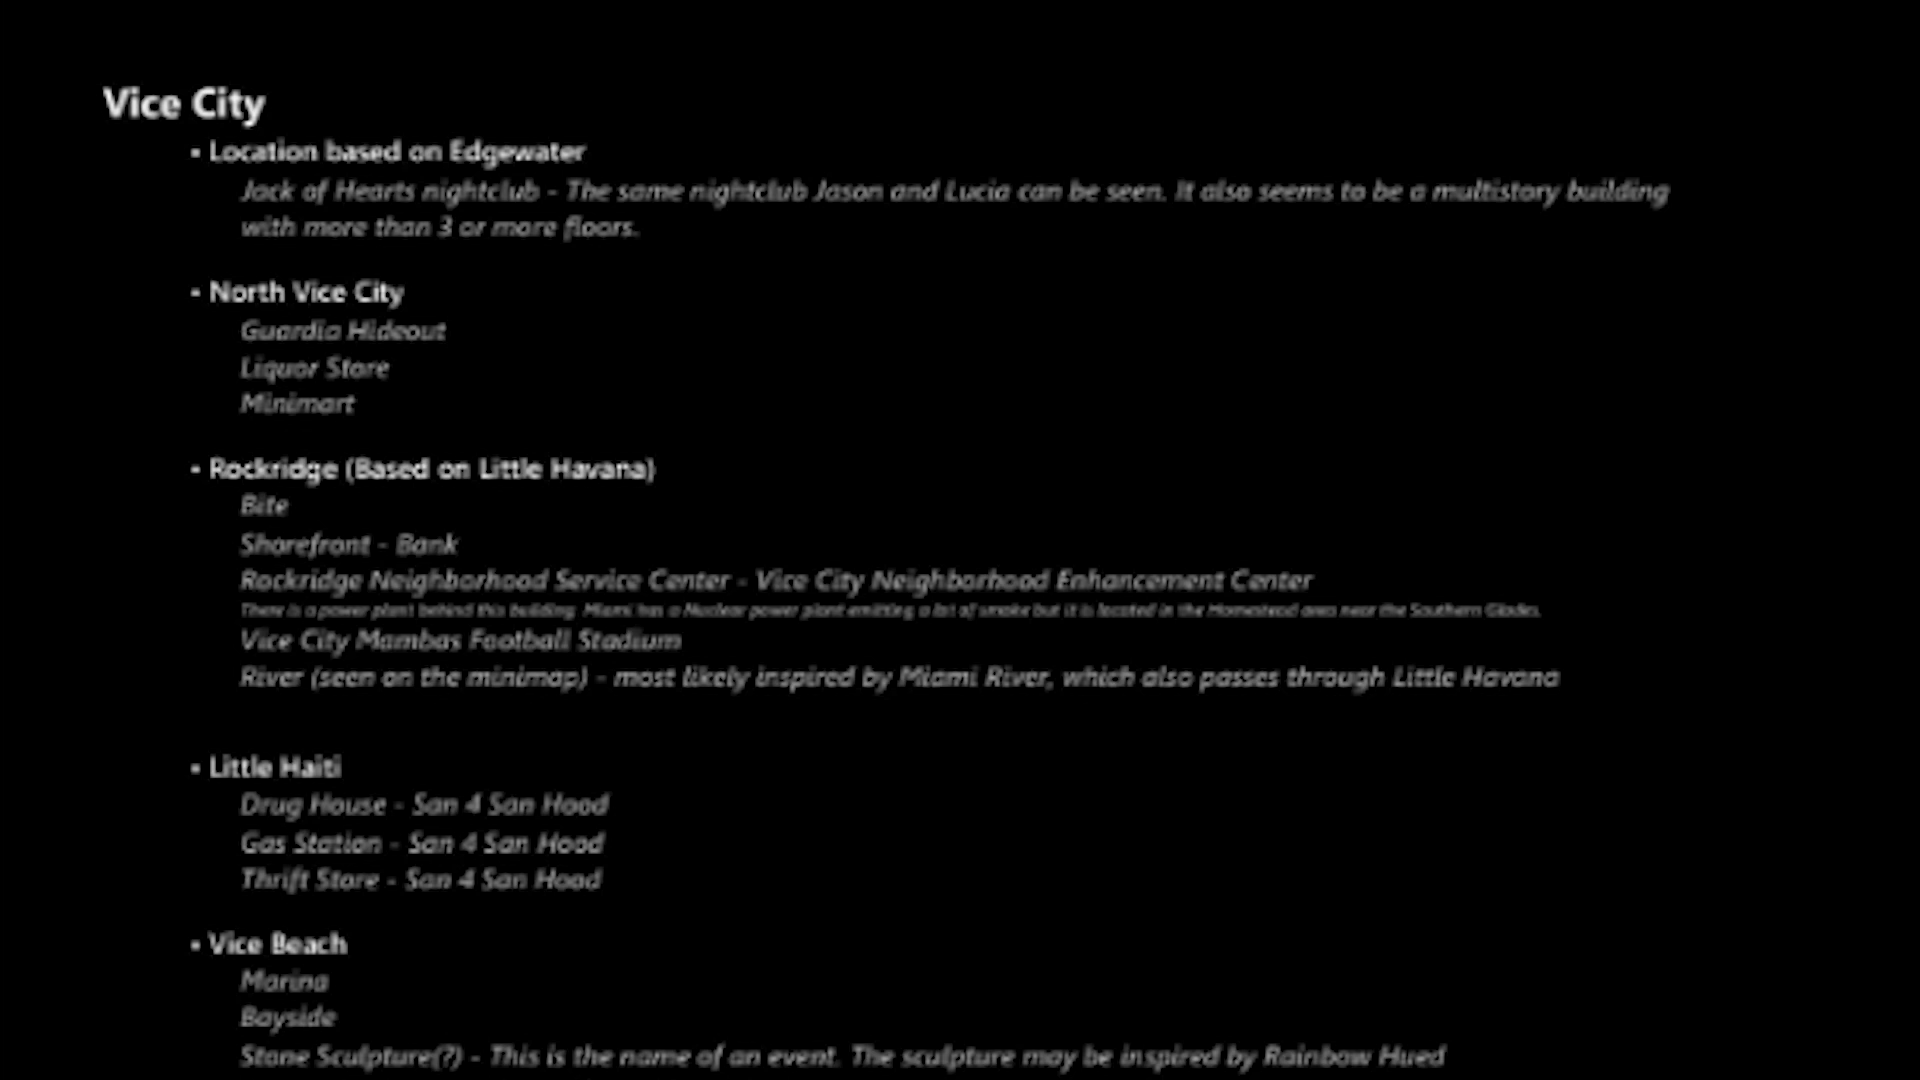 Vice City
▪ Location based on Edgewater
Jack of Hearts nightclub - The same nightclub Jason and Lucia can be seen. It also seems to be a multistory building
with more than 3 or more floors.
▪ North Vice City
Guardia Hideout
Liquor Store
Minimart
▪ Rockridge (Based on Little Havana)
Bite
Shorefront - Bank
Rockridge Neighborhood Service Center - Vice City Neighborhood Enhancement Center
There is a power plant behind this building. Miami has a Nuclear power plant emitting a lot of smoke but it is located in the Homestead area near the Southern Glades.
Vice City Mambas Football Stadium
River (seen on the minimap) - most likely inspired by Miami River, which also passes through Little Havana
▪ Little Haiti
Drug House - San 4 San Hood
Gas Station - San 4 San Hood
Thrift Store - San 4 San Hood
▪ Vice Beach
Marina
Bayside
Stone Sculpture(?) - This is the name of an event. The sculpture may be inspired by Rainbow Hued